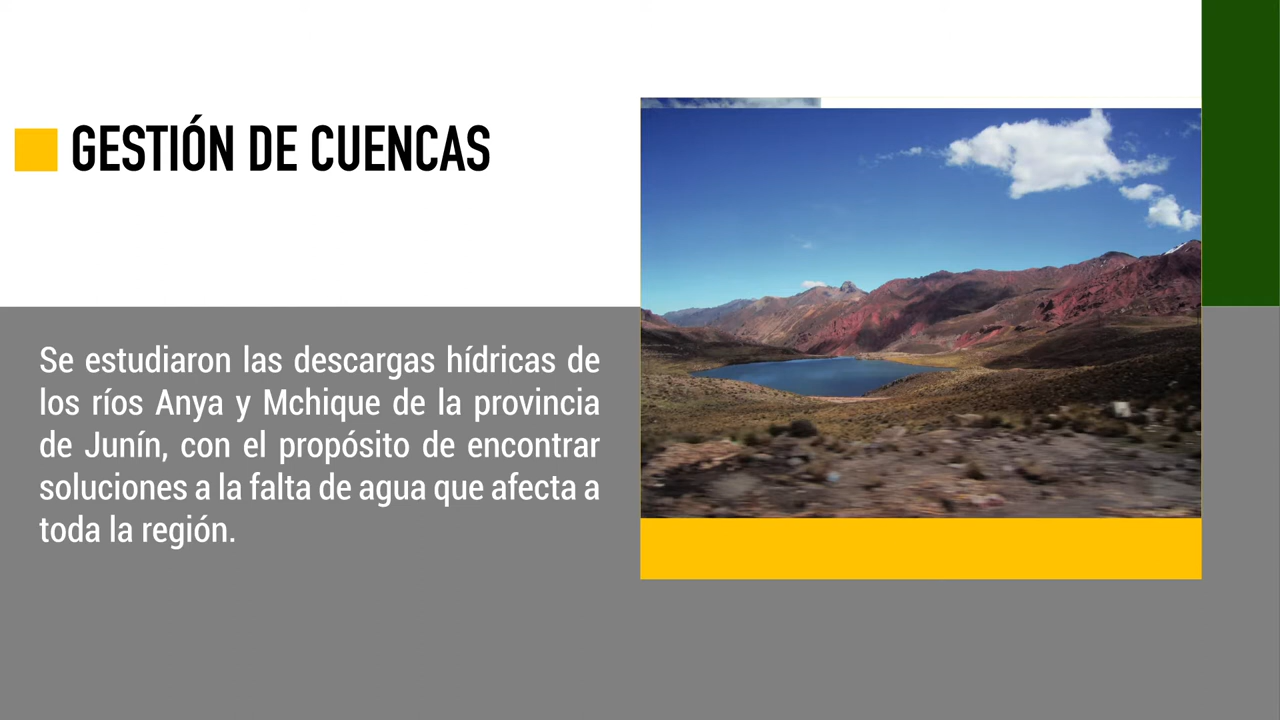 GESTIÓN DE CUENCAS
Se estudiaron las descargas hídricas de
los ríos Anya y Mchique de la provincia
de Junín, con el propósito de encontrar
soluciones a la falta de agua que afecta a
toda la región.